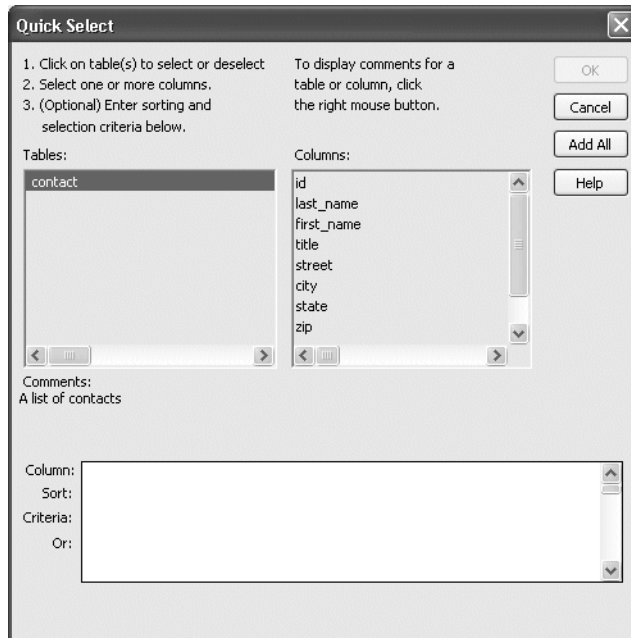 Quick Select
1. Click on table(s) to select or deselect
2. Select one or more columns.
3. (Optional) Enter sorting and
selection criteria below.
To display comments for a
table or column, click
the right mouse button.
OK
Cancel
Add All
Help
Tables:
contact
Columns:
id
last_name
first_name
title
street
city
state
zip
Comments:
A list of contacts
Column:
Sort:
Criteria:
Or: